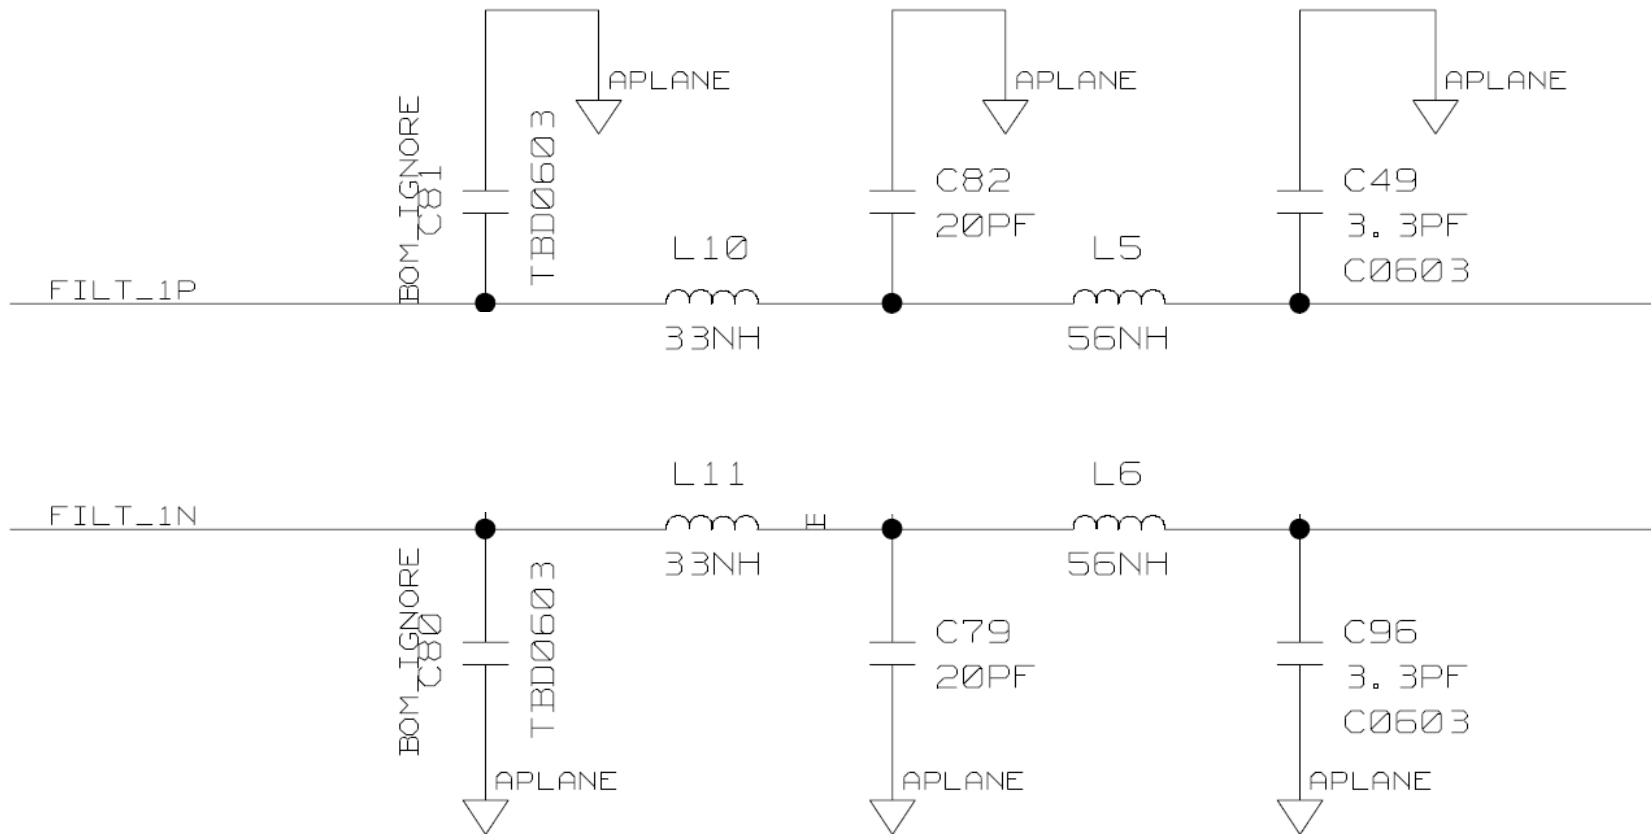 APLANE
APLANE
APLANE
BOM_IGNORE
C81
TBD0603
C82
20PF
C49
3.3PF
C0603
L10
L5
FILT_1P
33NH
56NH
L11
L6
FILT_1N
33NH
56NH
BOM_IGNORE
C80
TBD0603
C79
20PF
C96
3.3PF
C0603
APLANE
APLANE
APLANE